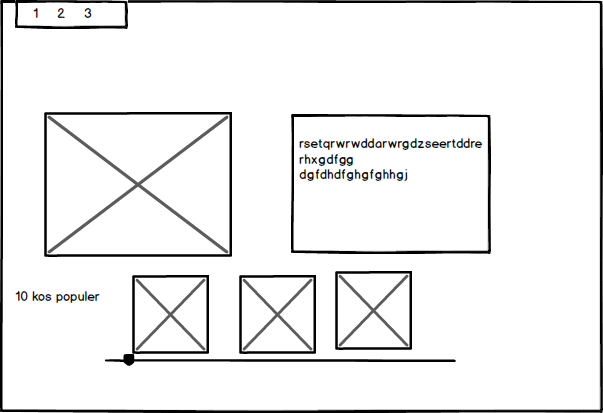 1 2 3
rsetqrwrwddarwrgdzseertddre
rhxgdfgg
dgfdhdfghgfghhgj
10 kos populer